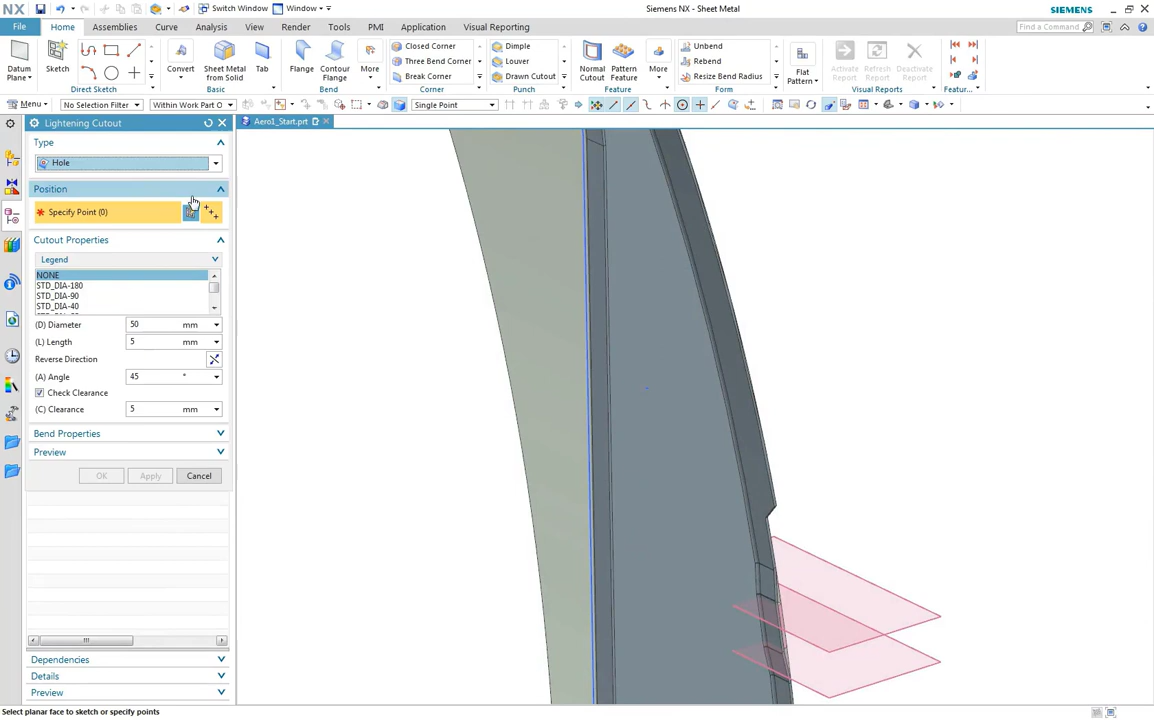 NX
Switch Window
Window
Siemens NX - Sheet Metal
SIEMENS
File
Home
Assemblies
Curve
Analysis
View
Render
Tools
PMI
Application
Visual Reporting
Find a Command
Datum Plane
Sketch
Direct Sketch
Convert
Sheet Metal from Solid
Tab
Basic
Flange
Contour Flange
More
Bend
Closed Corner
Three Bend Corner
Break Corner
Corner
Dimple
Louver
Drawn Cutout
Punch
Normal Cutout
Pattern Feature
More
Feature
Unbend
Rebend
Resize Bend Radius
Form
Flat Pattern
Activate Report
Refresh Report
Deactivate Report
Visual Reports
Featur...
Menu
No Selection Filter
Within Work Part O
Single Point
Lightening Cutout
Aero1_Start.prt
Type
Hole
Position
* Specify Point (0)
Cutout Properties
Legend
NONE
STD_DIA-180
STD_DIA-90
STD_DIA-40
(D) Diameter 50 mm
(L) Length 5 mm
Reverse Direction
(A) Angle 45 °
Check Clearance
(C) Clearance 5 mm
Bend Properties
Preview
OK Apply Cancel
Dependencies
Details
Preview
Select planar face to sketch or specify points